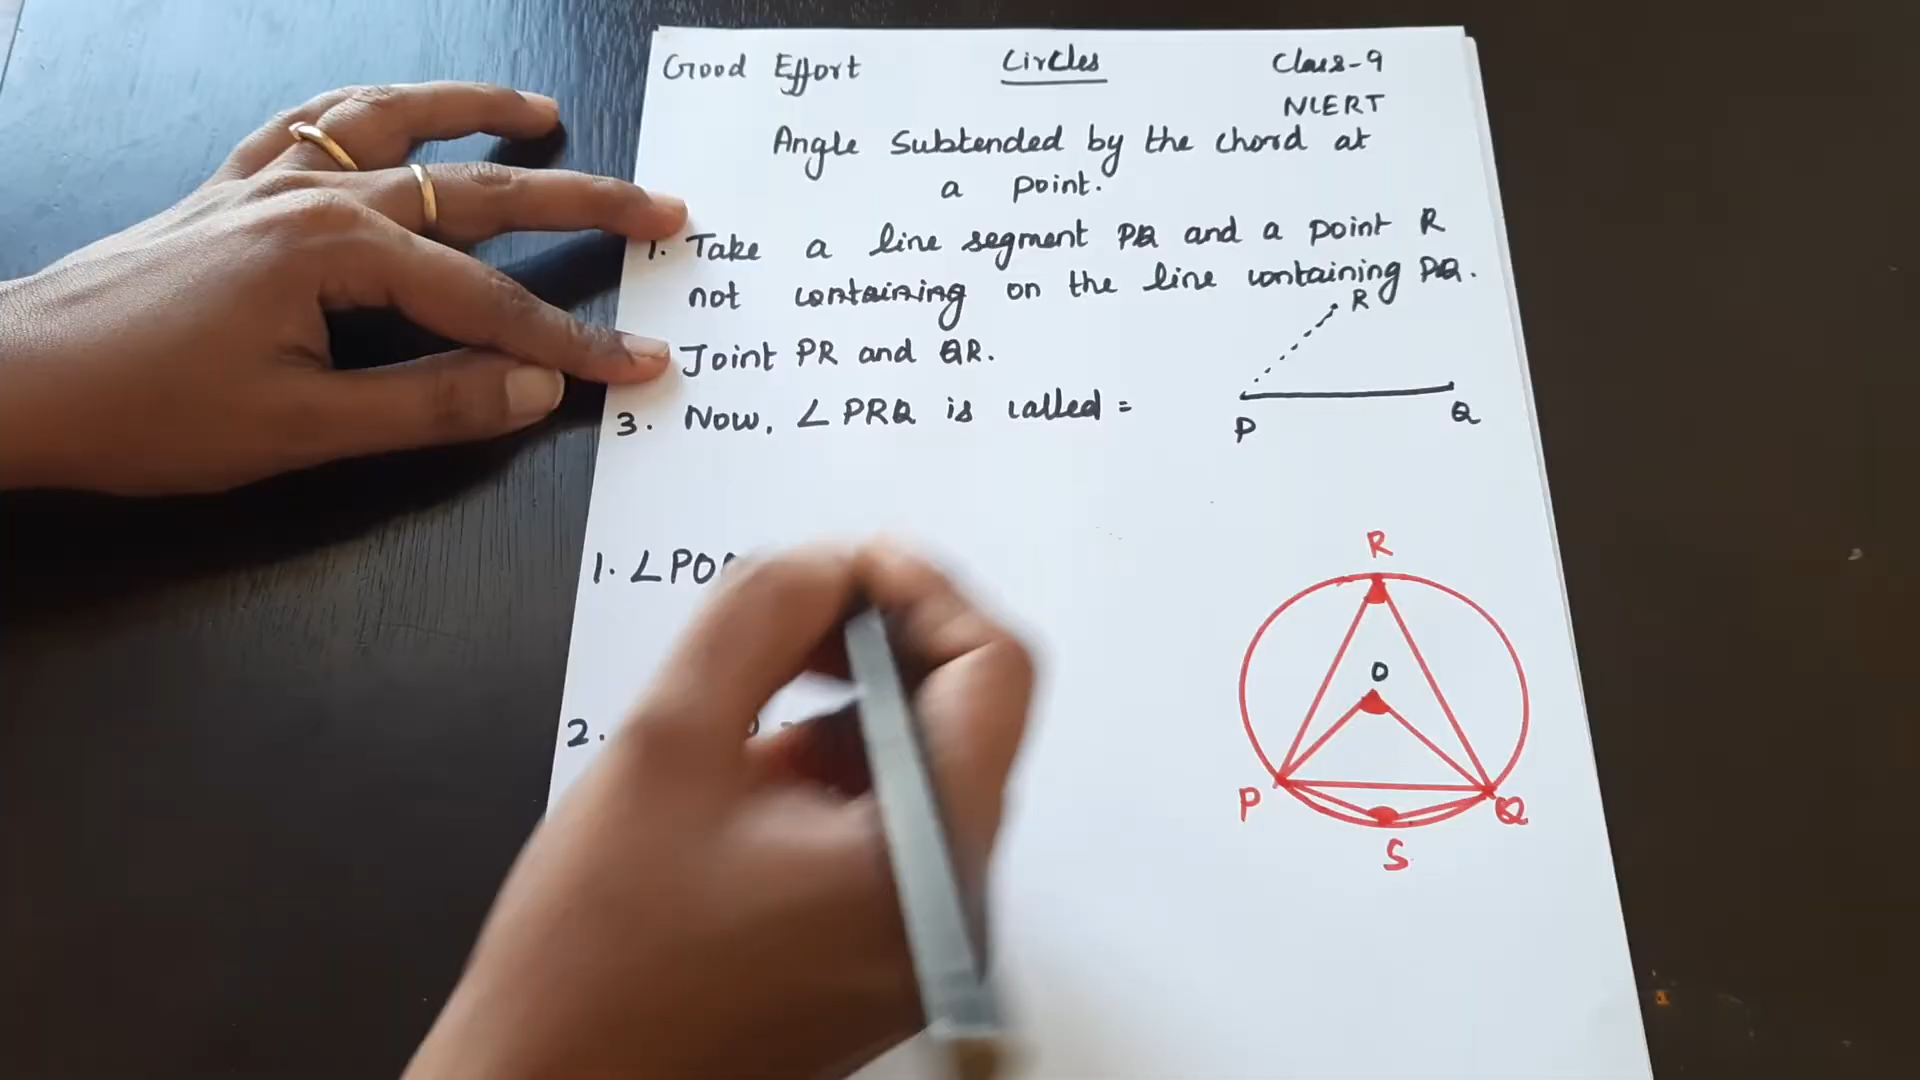 Good Effort
Circles
Class-9
NCERT
Angle Subtended by the chord at
a point.
1. Take a line segment PQ and a point R
not containing on the line containing PQ.
Joint PR and QR.
3. Now, ∠PRQ is called =
R
P
Q
1. ∠PO
2.
R
O
P
Q
S